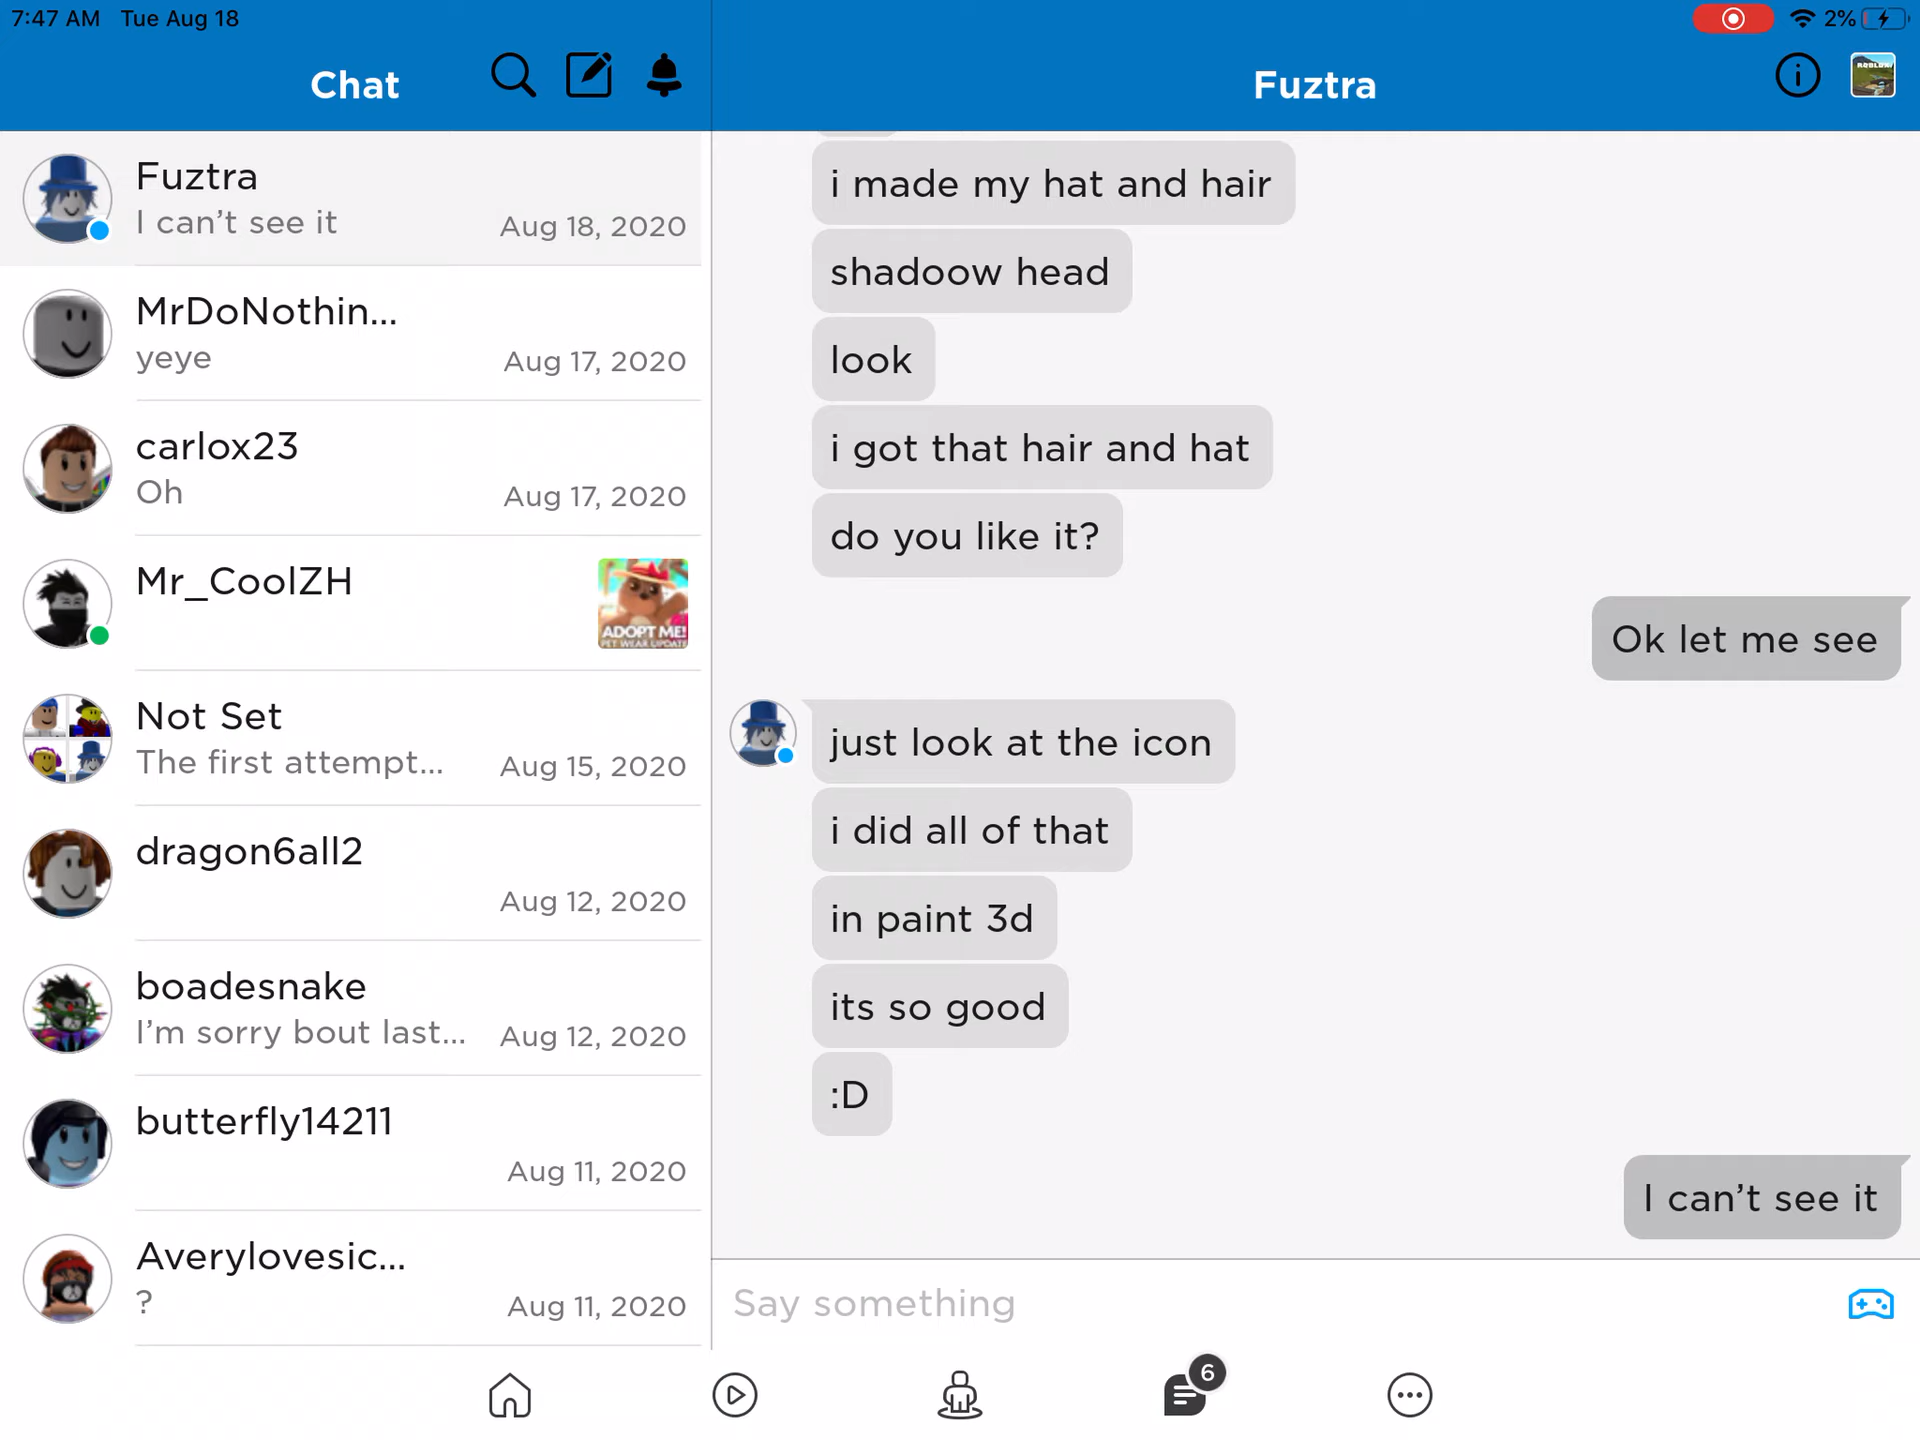 7:47 AM Tue Aug 18
2%
Chat
Fuztra
ROBLOX
Fuztra
I can't see it
Aug 18, 2020
MrDoNothin...
yeye
Aug 17, 2020
carlox23
Oh
Aug 17, 2020
Mr_CoolZH
ADOPT ME!
PET WEAR UPDATE
Not Set
The first attempt...
Aug 15, 2020
dragon6all2
Aug 12, 2020
boadesnake
I'm sorry bout last...
Aug 12, 2020
butterfly14211
Aug 11, 2020
Averylovesic...
?
Aug 11, 2020
i made my hat and hair
shadoow head
look
i got that hair and hat
do you like it?
Ok let me see
just look at the icon
i did all of that
in paint 3d
its so good
:D
I can't see it
Say something
6